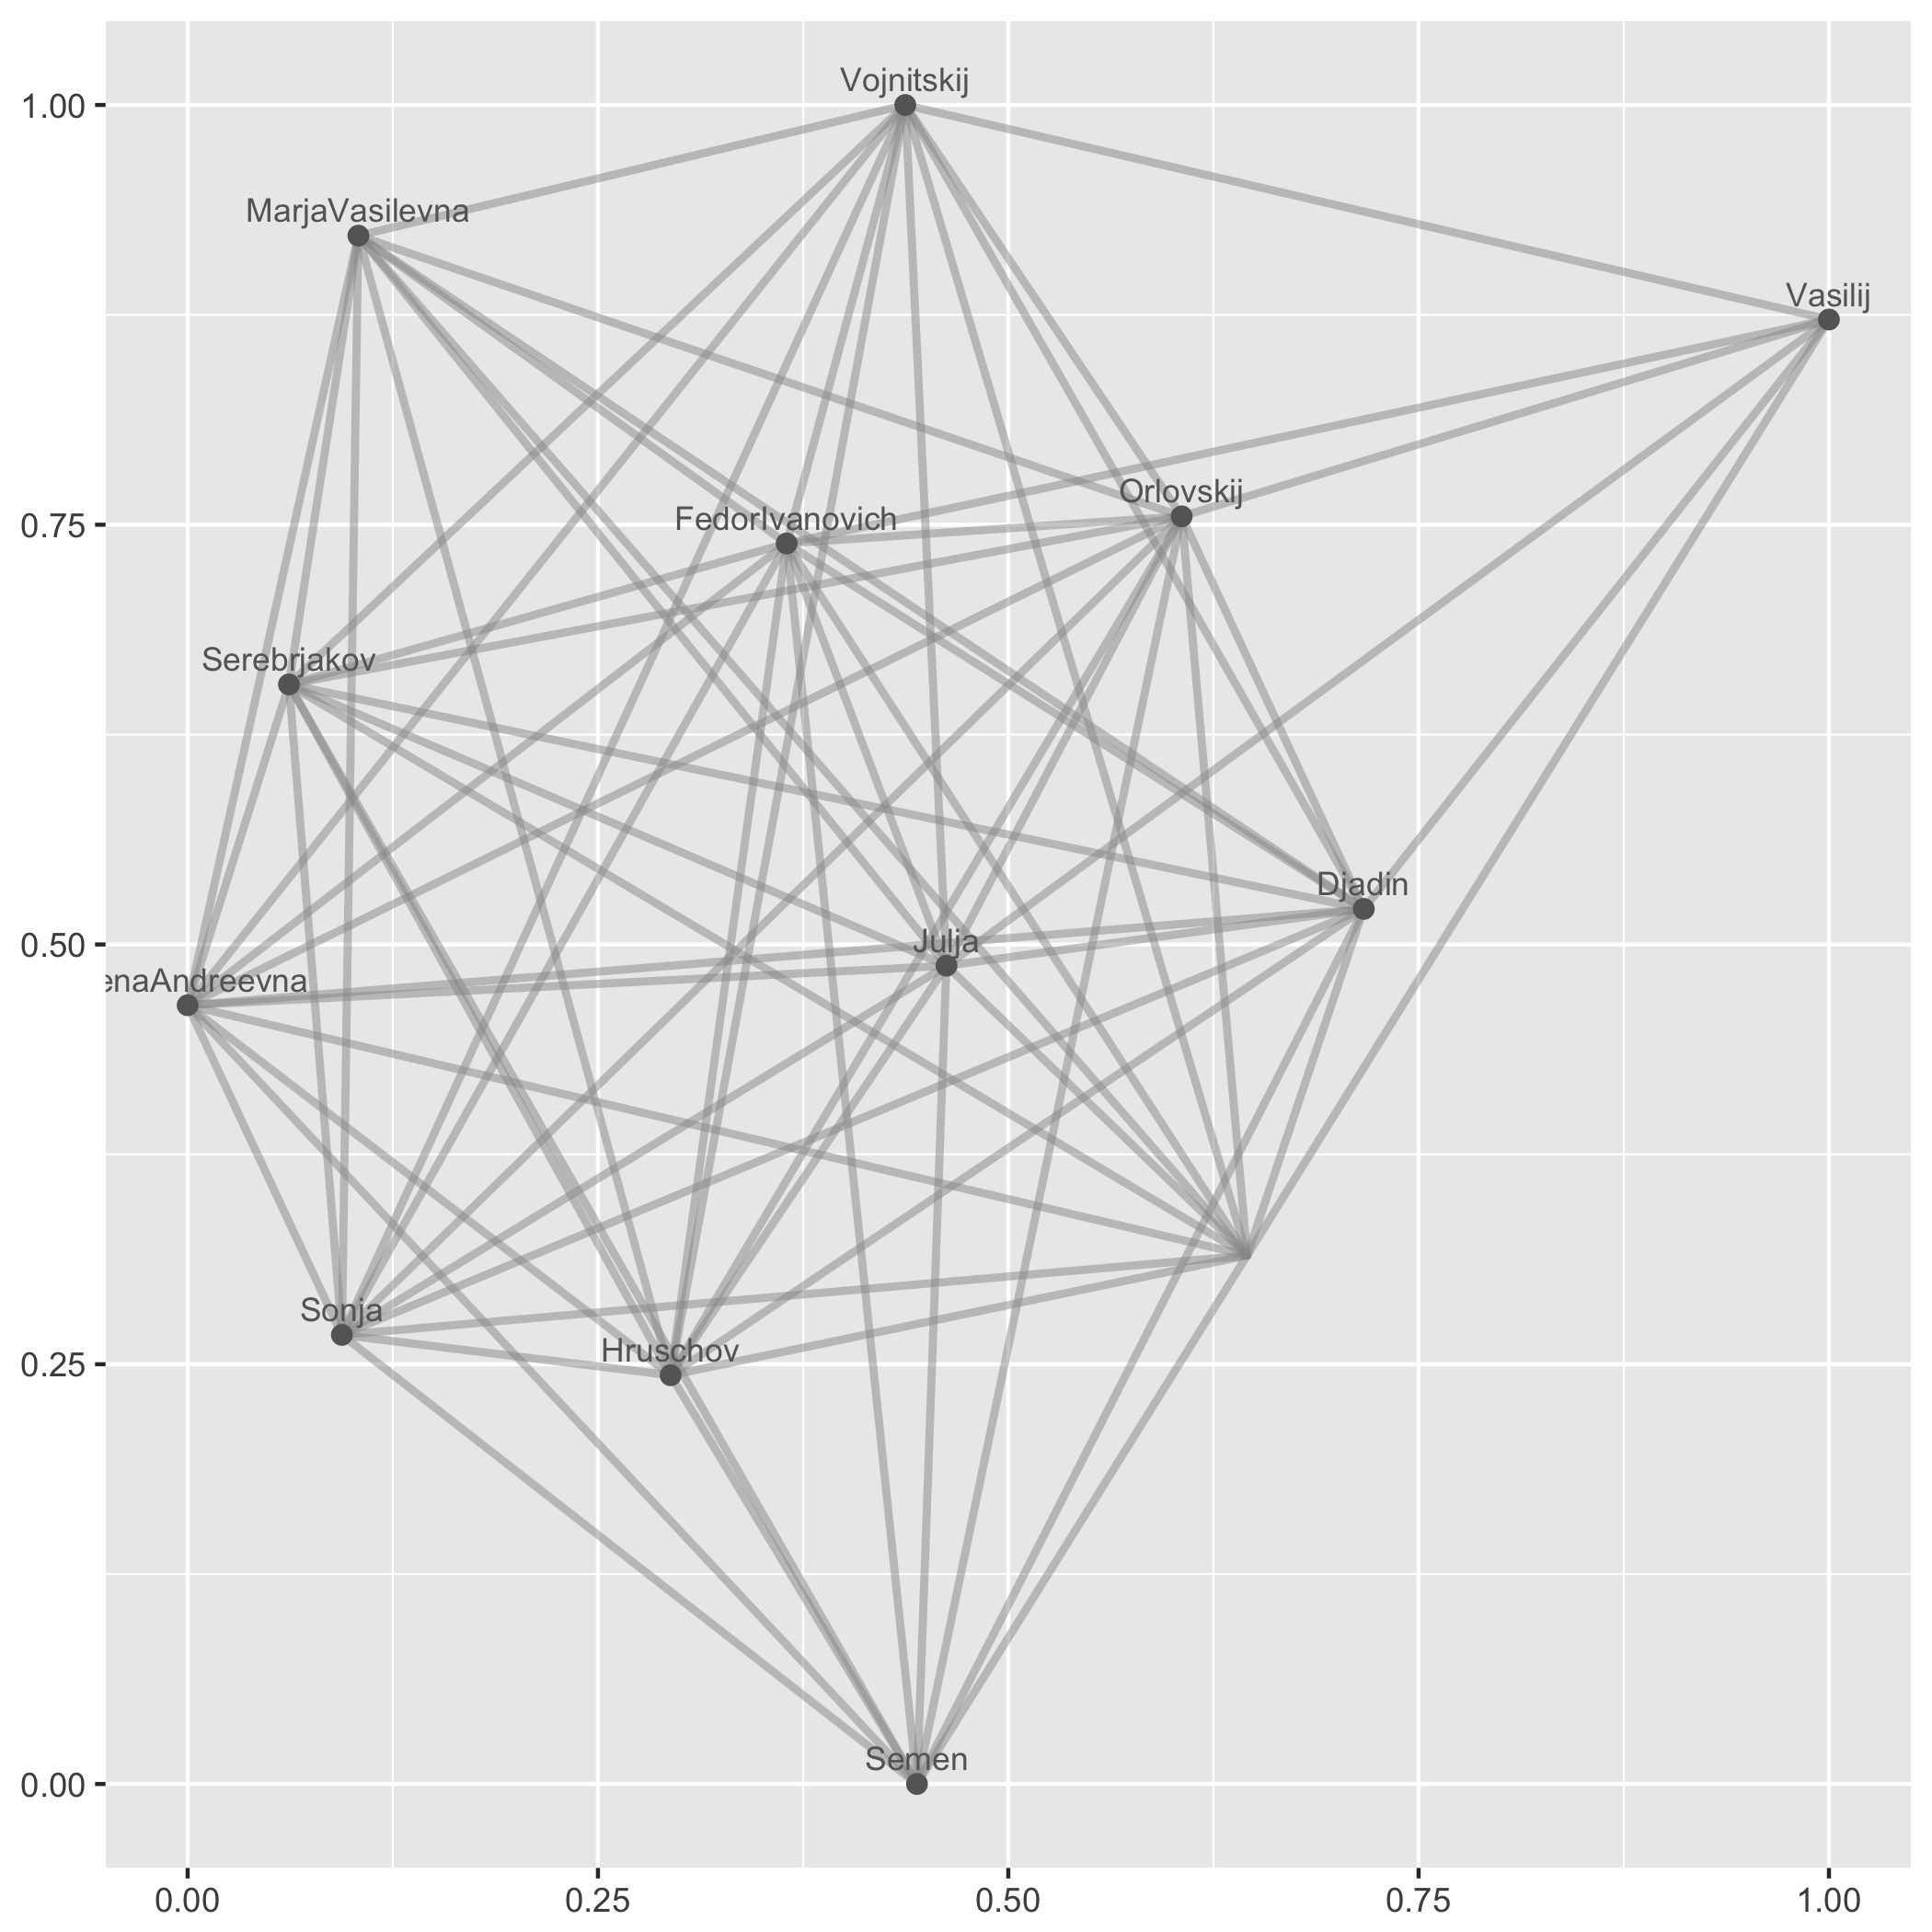 Vojnitskij
1.00
MarjaVasilevna
Vasilij
Orlovskij
FedorIvanovich
0.75
Serebrjakov
Djadin
Julja
0.50
enaAndreevna
Sonja
Hruschov
0.25
Semen
0.00
0.00 0.25 0.50 0.75 1.00